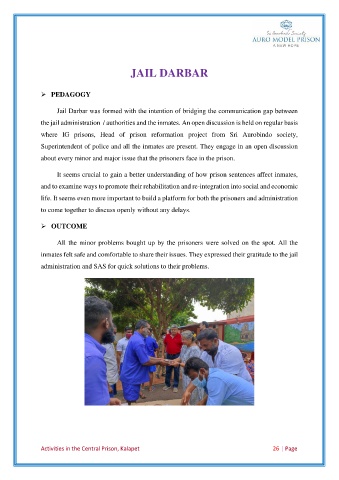 Sri Aurobindo Society
AURO MODEL PRISON
A NEW HOPE
JAIL DARBAR
➢ PEDAGOGY
Jail Darbar was formed with the intention of bridging the communication gap between
the jail administration / authorities and the inmates. An open discussion is held on regular basis
where IG prisons, Head of prison reformation project from Sri Aurobindo society,
Superintendent of police and all the inmates are present. They engage in an open discussion
about every minor and major issue that the prisoners face in the prison.
It seems crucial to gain a better understanding of how prison sentences affect inmates,
and to examine ways to promote their rehabilitation and re-integration into social and economic
life. It seems even more important to build a platform for both the prisoners and administration
to come together to discuss openly without any delays.
➢ OUTCOME
All the minor problems bought up by the prisoners were solved on the spot. All the
inmates felt safe and comfortable to share their issues. They expressed their gratitude to the jail
administration and SAS for quick solutions to their problems.
Activities in the Central Prison, Kalapet 26 | Page